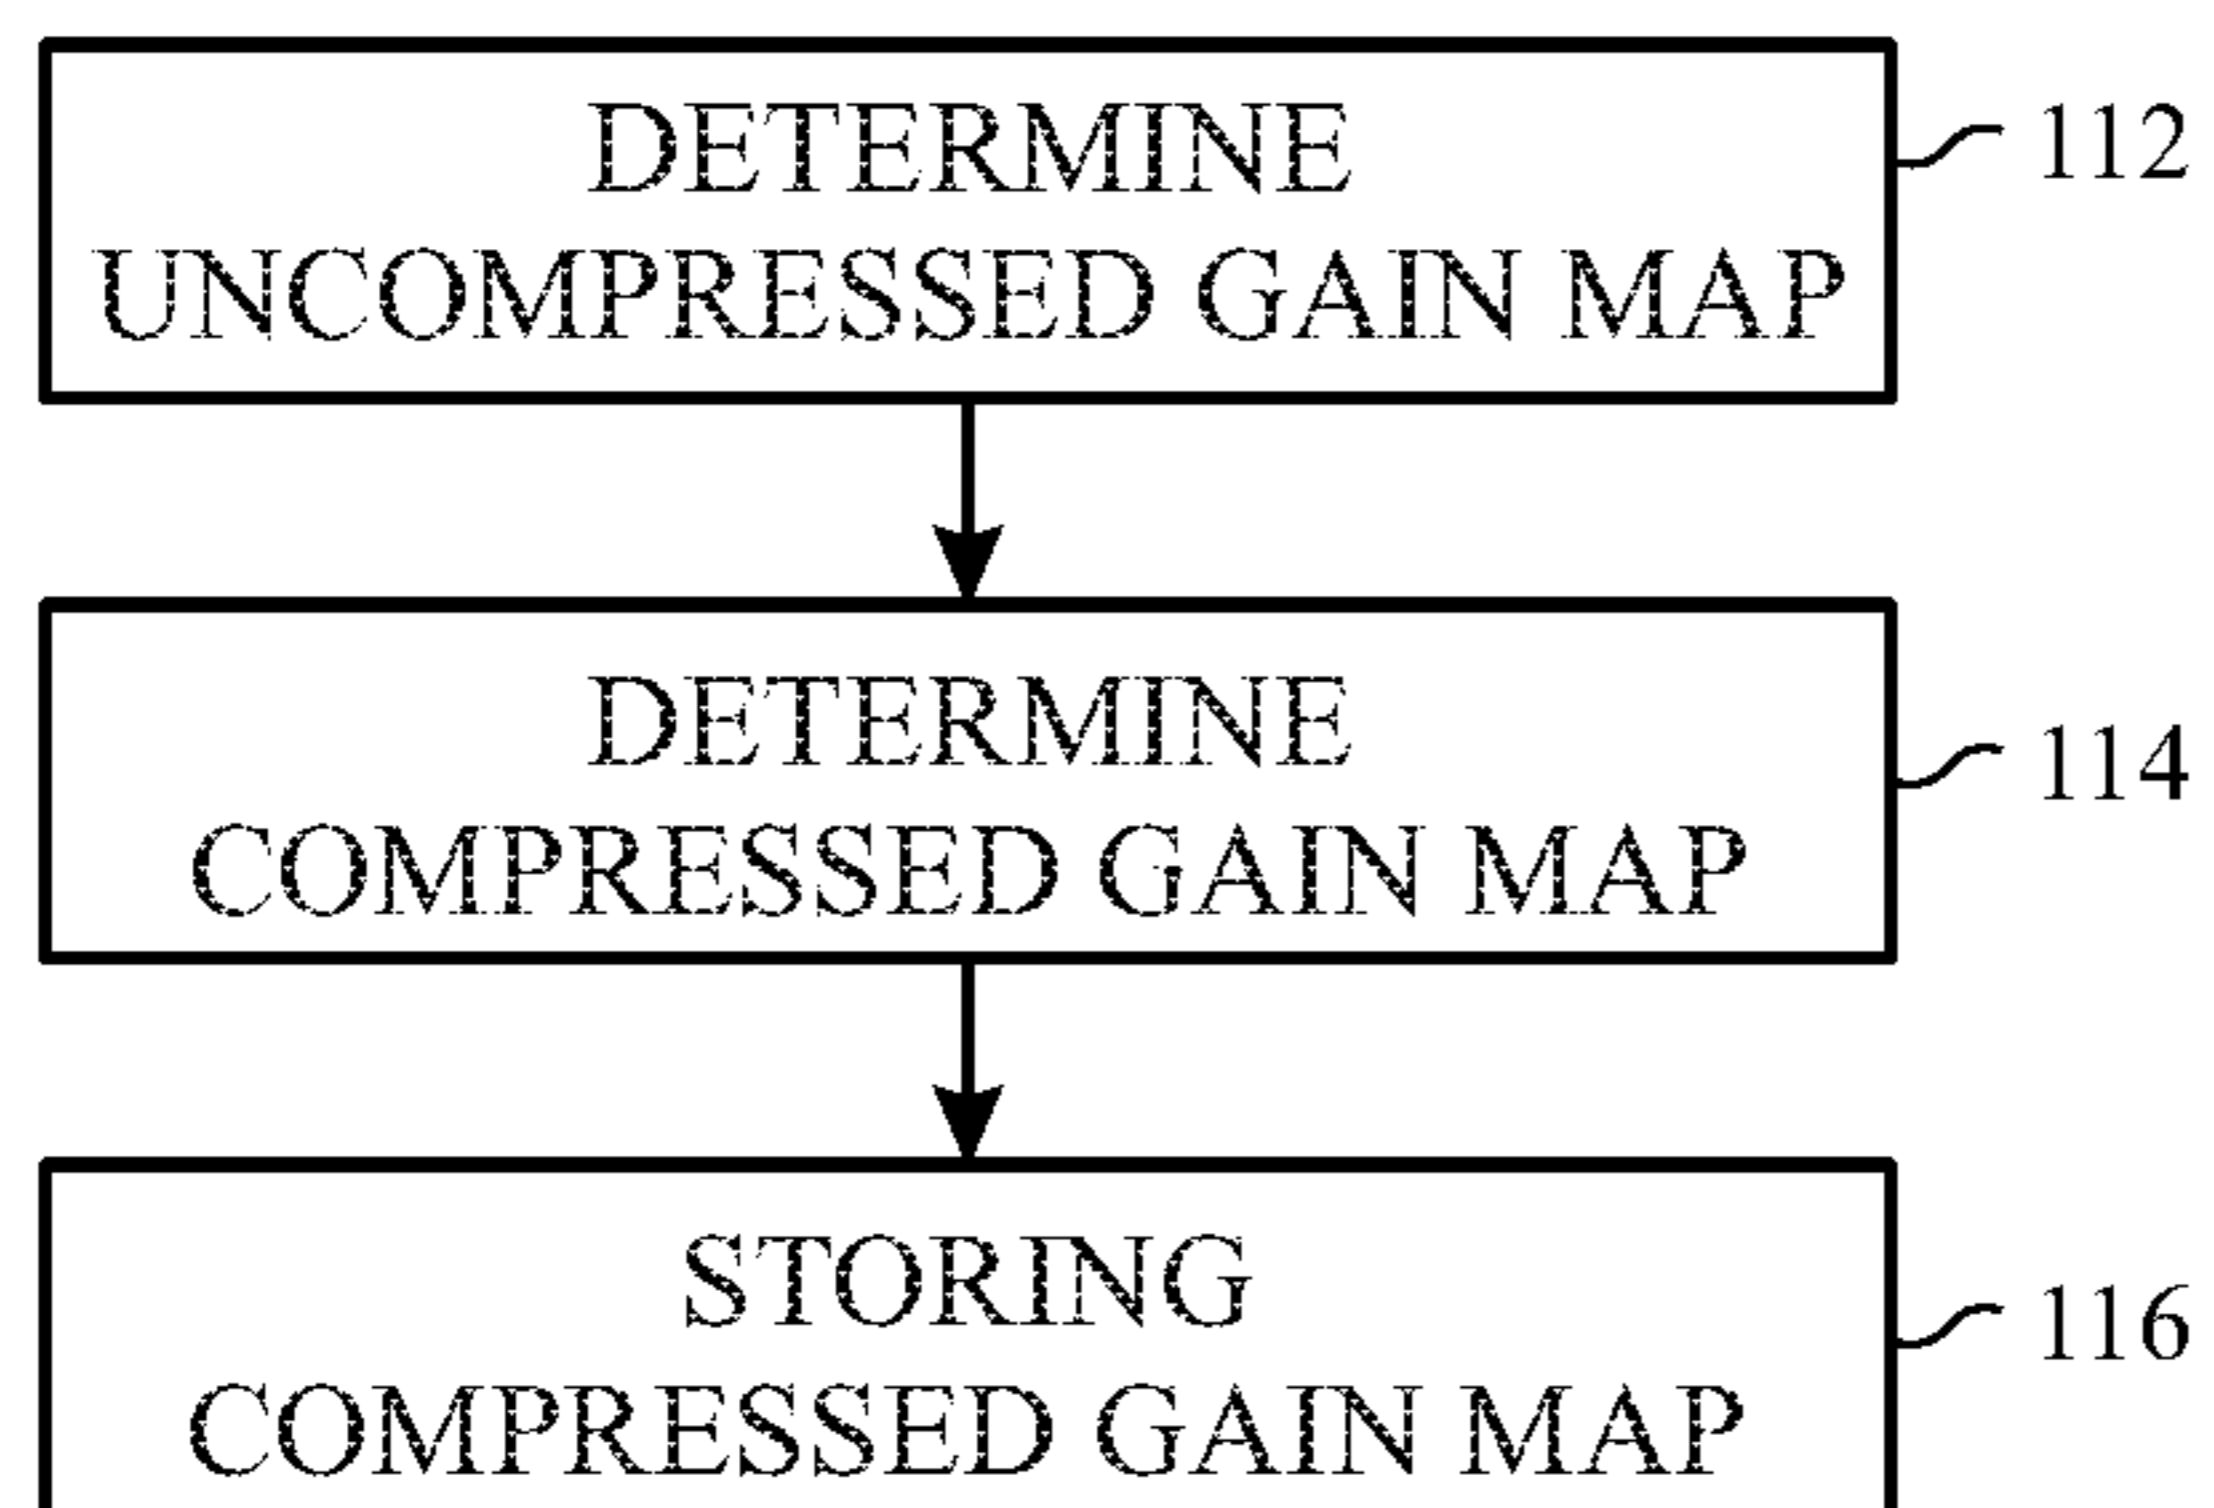 DETERMINE
UNCOMPRESSED GAIN MAP
112
DETERMINE
COMPRESSED GAIN MAP
114
STORING
COMPRESSED GAIN MAP
116